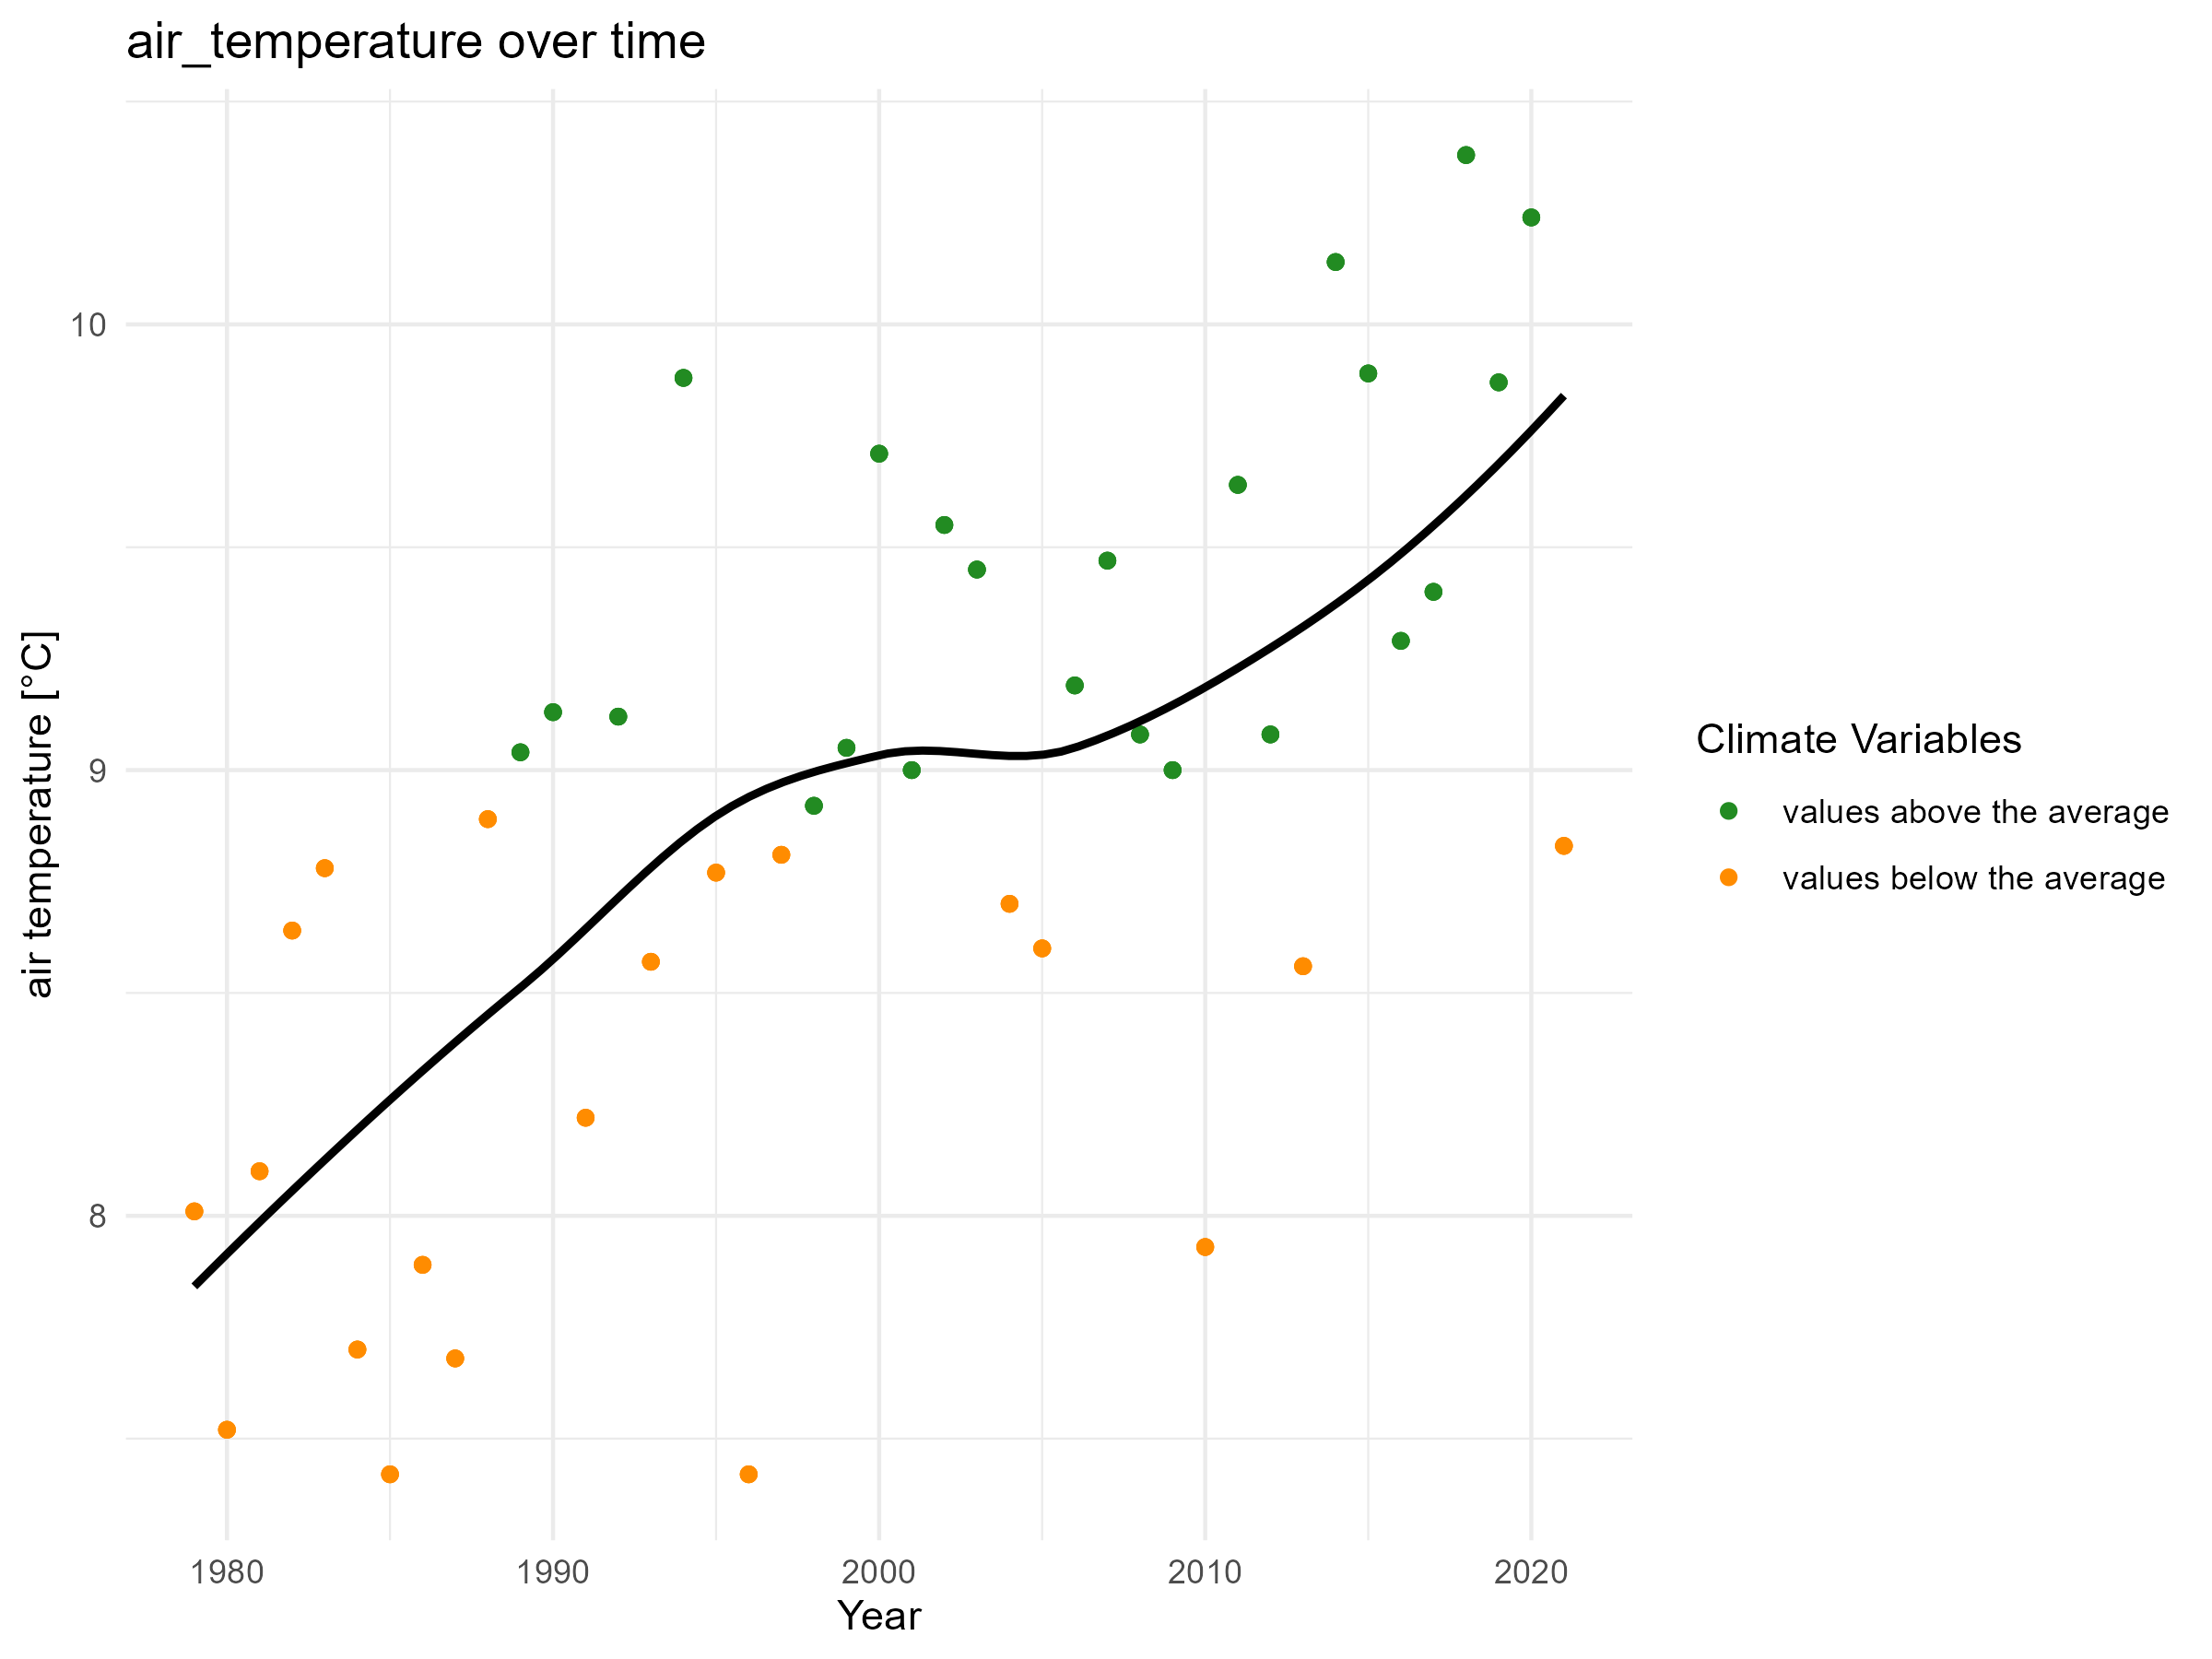 air_temperature over time
10
9
8
air temperature [°C]
1980
1990
2000
2010
2020
Year
Climate Variables
values above the average
values below the average